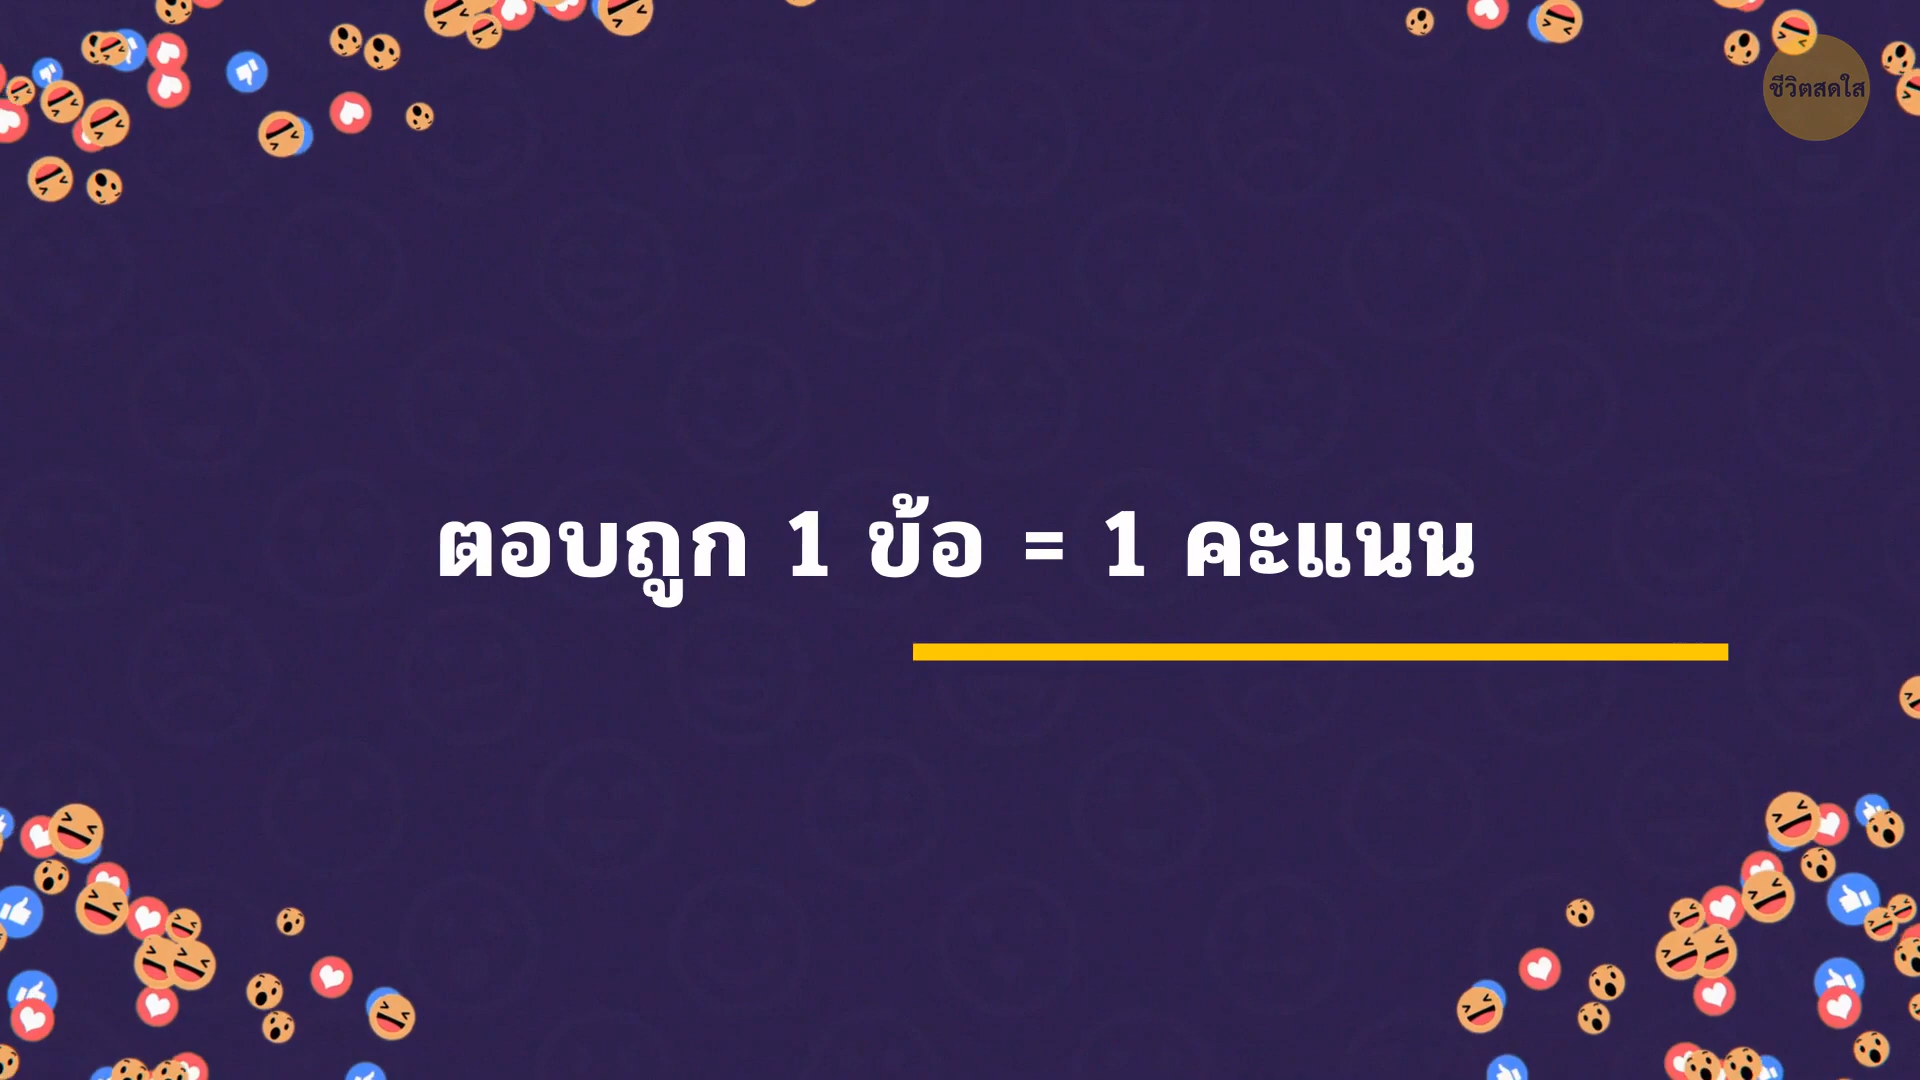 ชีวิตสดใส
ตอบถูก 1 ข้อ = 1 คะแนน